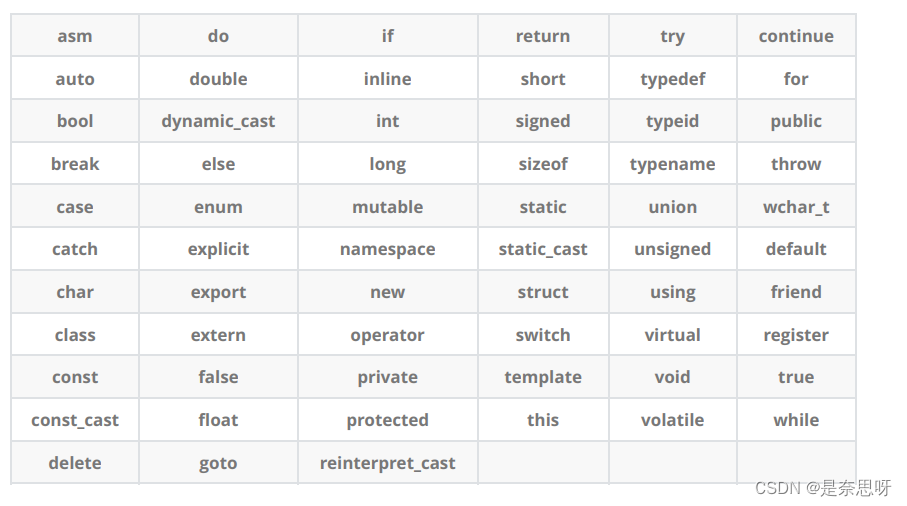 asm do if return try continue
auto double inline short typedef for
bool dynamic_cast int signed typeid public
break else long sizeof typename throw
case enum mutable static union wchar_t
catch explicit namespace static_cast unsigned default
char export new struct using friend
class extern operator switch virtual register
const false private template void true
const_cast float protected this volatile while
delete goto reinterpret_cast
CSDN @是奈思呀